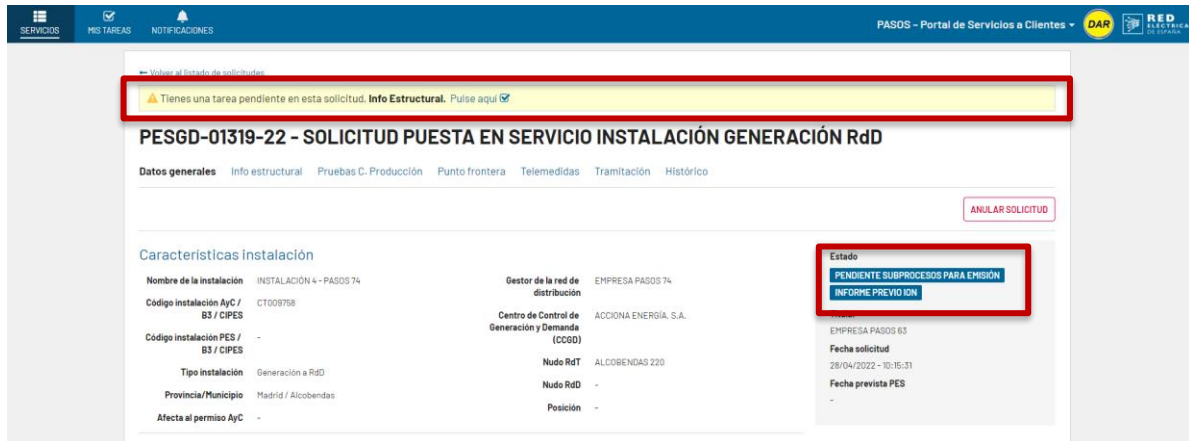 SERVICIOS MIS TAREAS NOTIFICACIONES PASOS - Portal de Servicios a Clientes DAR RED ELÉCTRICA DE ESPAÑA
← Volver al listado de solicitudes
Tienes una tarea pendiente en esta solicitud, Info Estructural. Pulse aquí
PESGD-01319-22 - SOLICITUD PUESTA EN SERVICIO INSTALACIÓN GENERACIÓN RdD
Datos generales Info estructural Pruebas C. Producción Punto frontera Telemedidas Tramitación Histórico
ANULAR SOLICITUD
Características instalación
Nombre de la instalación INSTALACIÓN 4 - PASOS 74
Código instalación AyC / B3 / CIPES CT009758
Código instalación PES / B3 / CIPES -
Tipo instalación Generación a RdD
Provincia/Municipio Madrid / Alcobendas
Afecta al permiso AyC -
Gestor de la red de distribución EMPRESA PASOS 74
Centro de Control de Generación y Demanda (CCGD) ACCIONA ENERGÍA, S.A.
Nudo RdT ALCOBENDAS 220
Nudo RdD -
Posición -
Estado
PENDIENTE SUBPROCESOS PARA EMISIÓN
INFORME PREVIO ION
EMPRESA PASOS 63
Fecha solicitud
28/04/2022 - 10:15:31
Fecha prevista PES
-